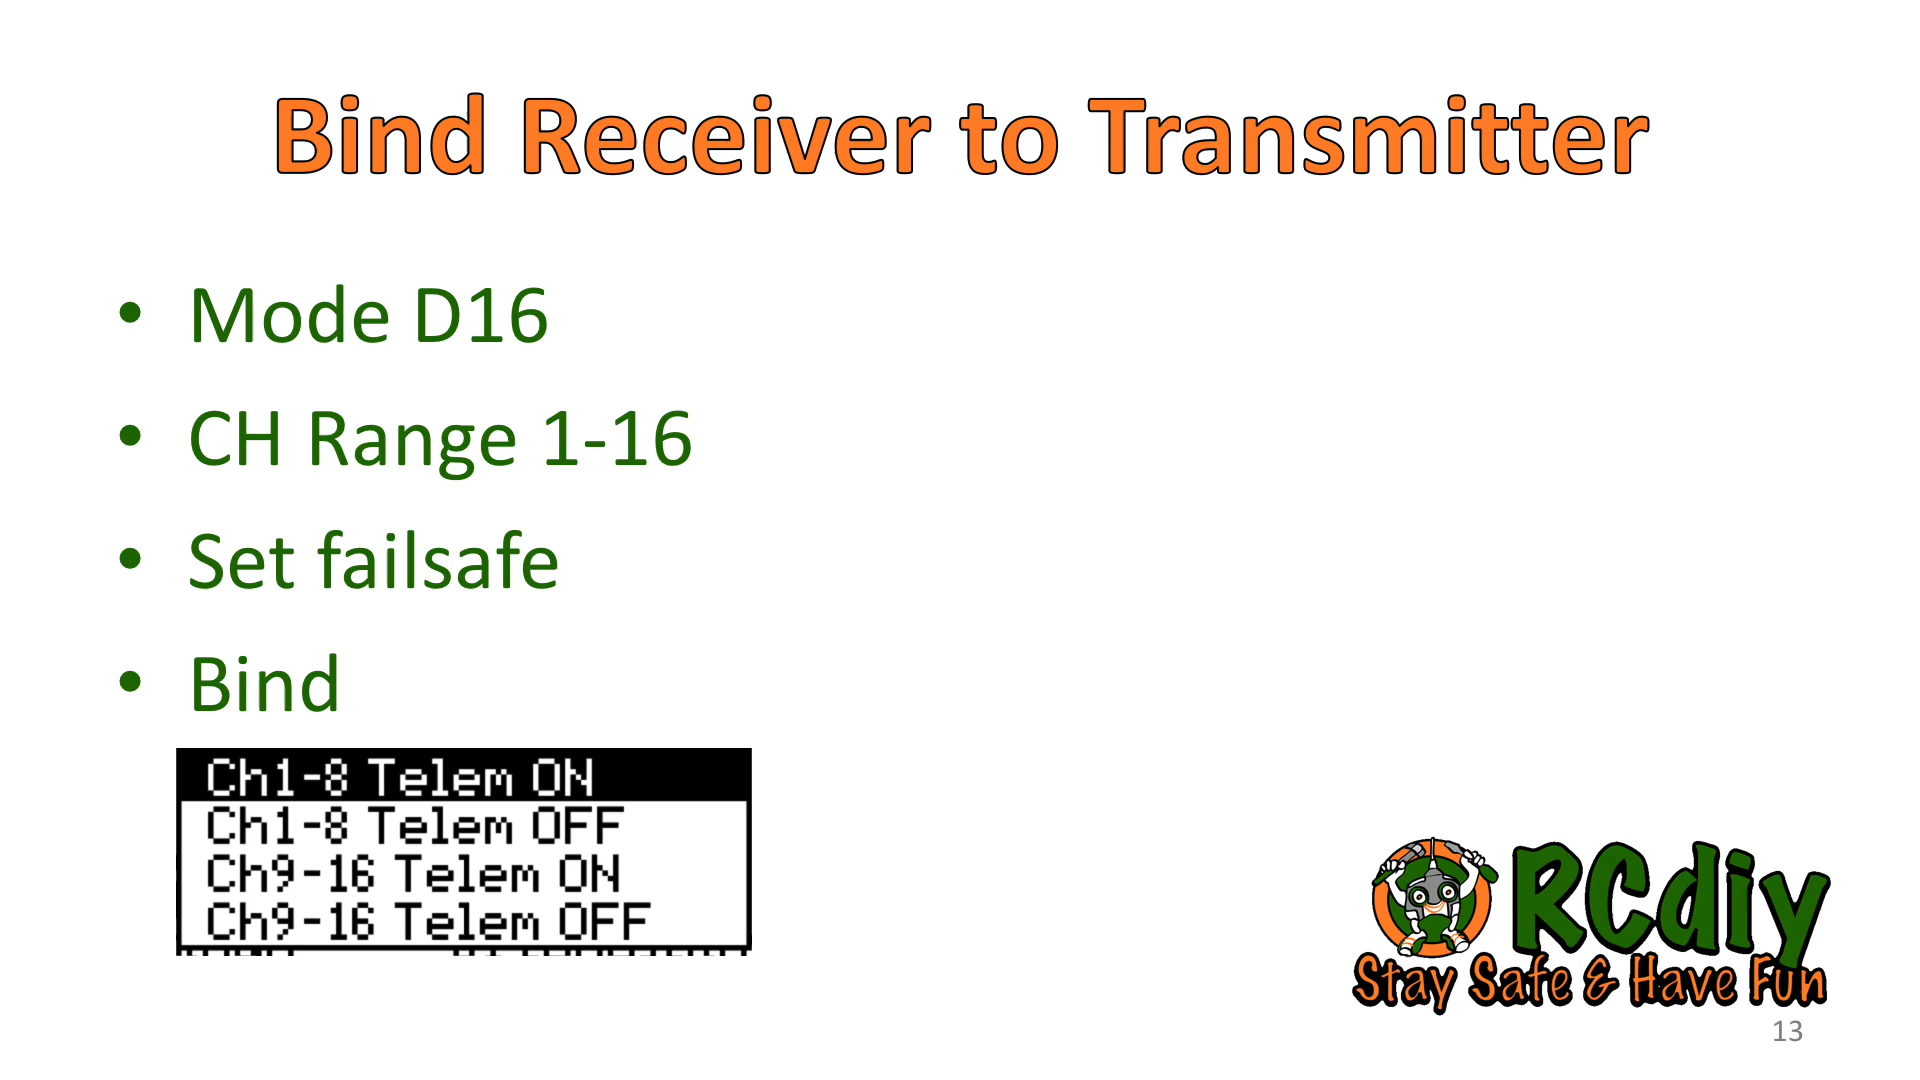 Bind Receiver to Transmitter
• Mode D16
• CH Range 1-16
• Set failsafe
• Bind
Ch1-8 Telem ON
Ch1-8 Telem OFF
Ch9-16 Telem ON
Ch9-16 Telem OFF
RCdiy
Stay Safe & Have Fun
13